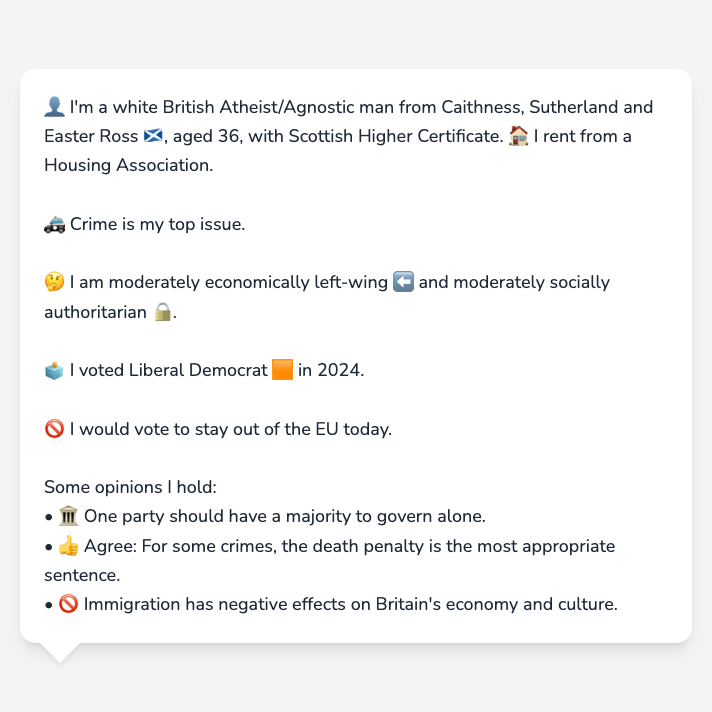 👤 I'm a white British Atheist/Agnostic man from Caithness, Sutherland and
Easter Ross 🏴󠁧󠁢󠁳󠁣󠁴󠁿, aged 36, with Scottish Higher Certificate. 🏠 I rent from a
Housing Association.
🚓 Crime is my top issue.
🤔 I am moderately economically left-wing ⬅️ and moderately socially
authoritarian 🔒.
🗳️ I voted Liberal Democrat 🟧 in 2024.
🚫 I would vote to stay out of the EU today.
Some opinions I hold:
• 🏛️ One party should have a majority to govern alone.
• 👍 Agree: For some crimes, the death penalty is the most appropriate
sentence.
• 🚫 Immigration has negative effects on Britain's economy and culture.